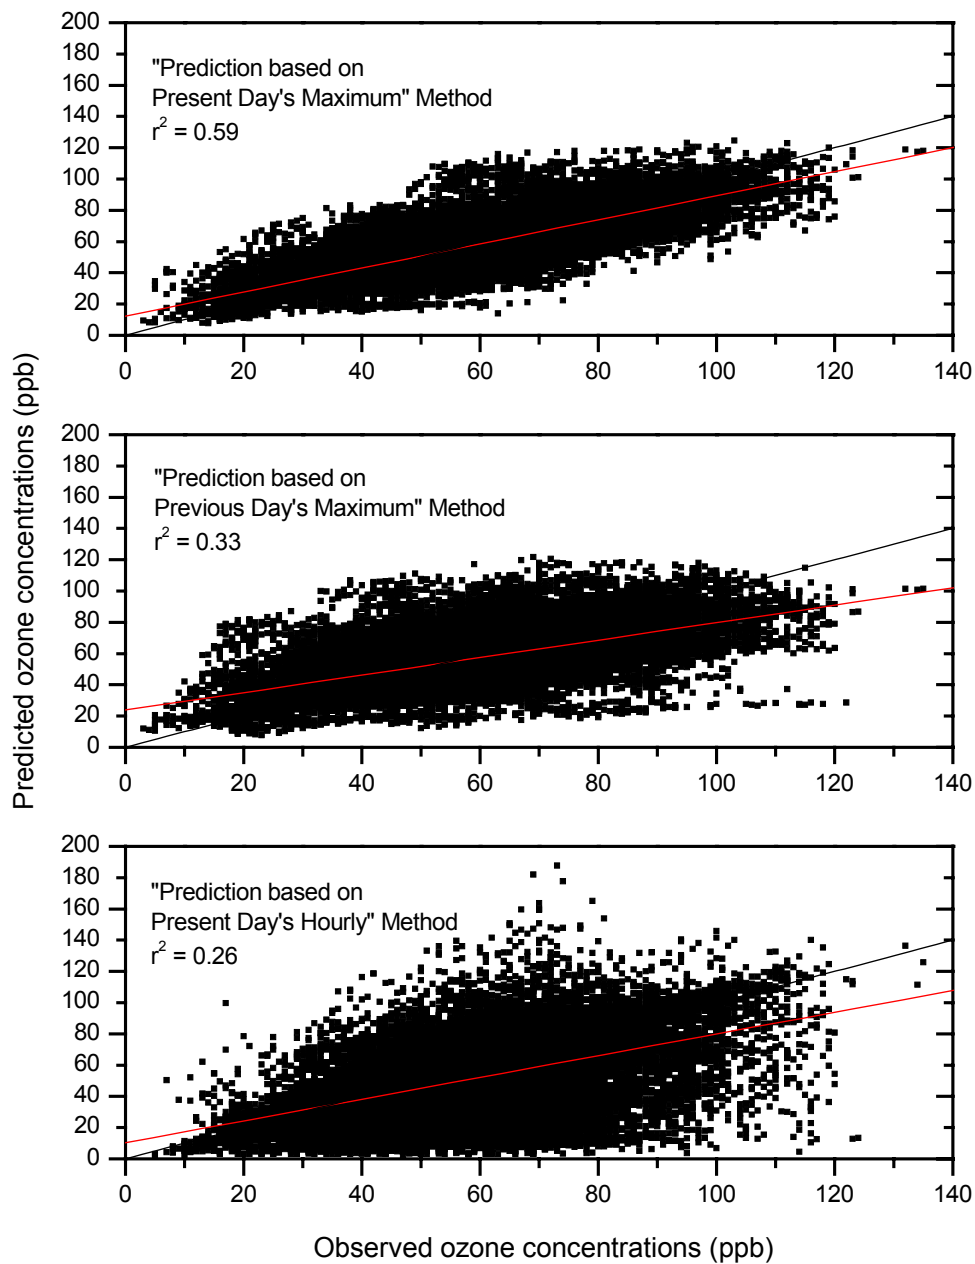 200
180
160
140
120
100
80
60
40
20
0
"Prediction based on
Present Day's Maximum" Method
r² = 0.59
0 20 40 60 80 100 120 140
200
180
160
140
120
100
80
60
40
20
0
"Prediction based on
Previous Day's Maximum" Method
r² = 0.33
0 20 40 60 80 100 120 140
Predicted ozone concentrations (ppb)
200
180
160
140
120
100
80
60
40
20
0
"Prediction based on
Present Day's Hourly" Method
r² = 0.26
0 20 40 60 80 100 120 140
Observed ozone concentrations (ppb)